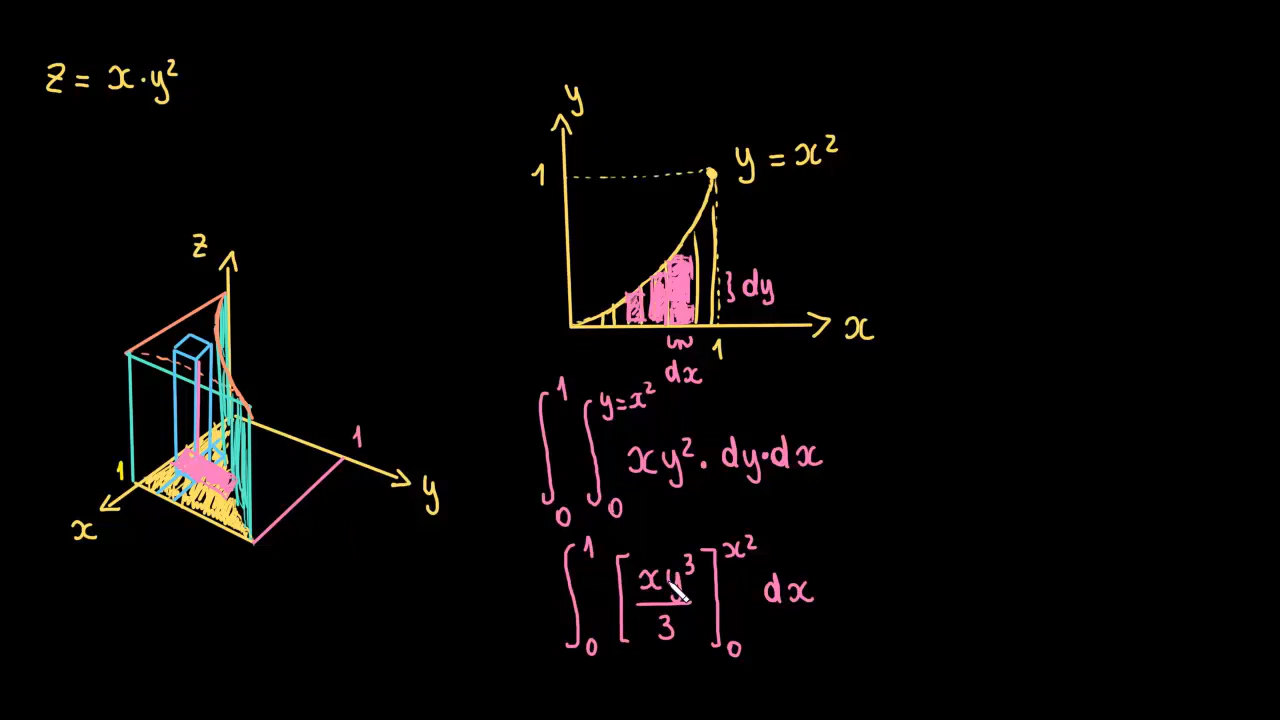 z = x·y²
y
1
y = x²
} dy
x
1
dx
z
1
1
y
x
∫₀¹ ∫₀^{y=x²} xy² · dy·dx
∫₀¹ [xy³/3]₀^{x²} dx